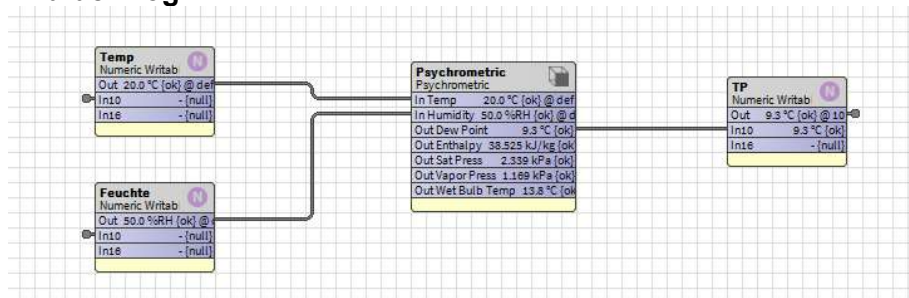 Temp
Numeric Writab
N
Out 20.0 °C {ok} @ def
In10 - {null}
In16 - {null}
Feuchte
Numeric Writab
N
Out 50.0 %RH {ok} @
In10 - {null}
In16 - {null}
Psychrometric
Psychrometric
In Temp 20.0 °C {ok} @ def
In Humidity 50.0 %RH {ok} @ d
Out Dew Point 9.3 °C {ok}
Out Enthalpy 38.525 kJ/kg {ok
Out Sat Press 2.339 kPa {ok}
Out Vapor Press 1.169 kPa {ok}
Out Wet Bulb Temp 13.8 °C {ok
TP
Numeric Writab
N
Out 9.3 °C {ok} @ 10
In10 9.3 °C {ok}
In16 - {null}